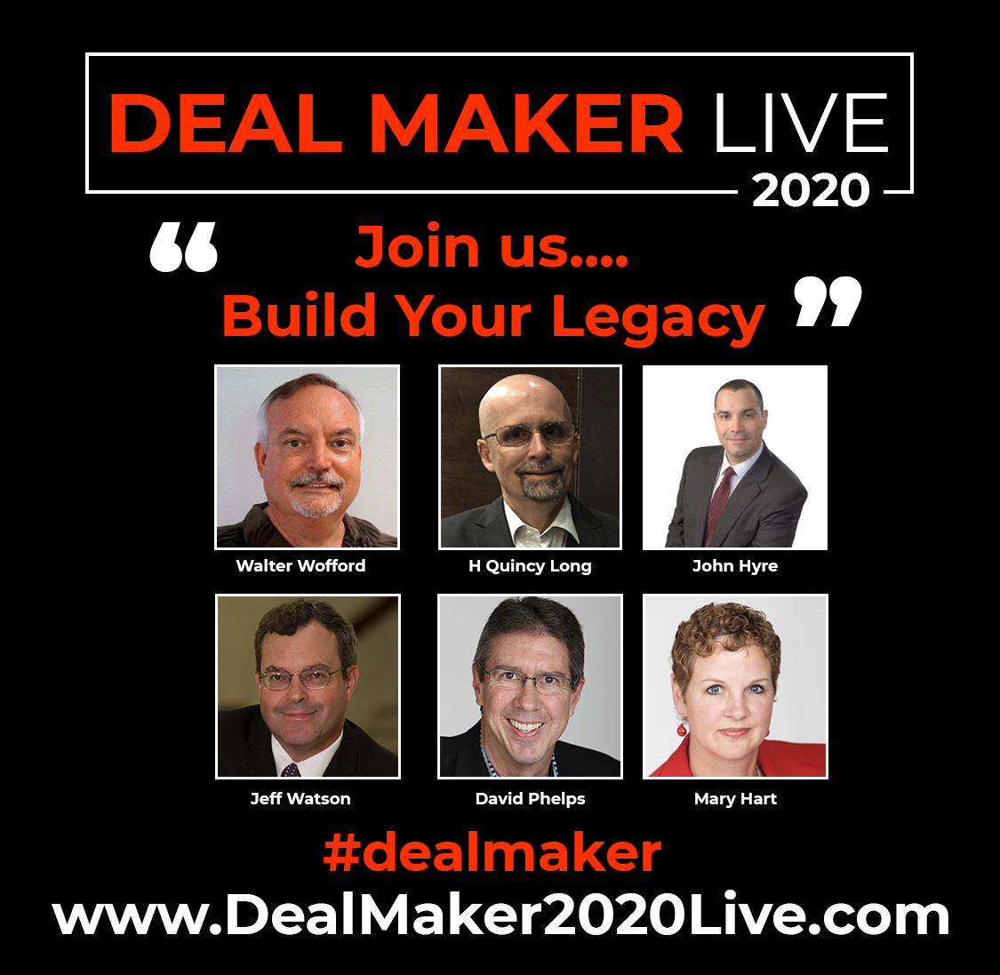 DEAL MAKER LIVE
2020
“ Join us....
Build Your Legacy ”
Walter Wofford
H Quincy Long
John Hyre
Jeff Watson
David Phelps
Mary Hart
#dealmaker
www.DealMaker2020Live.com